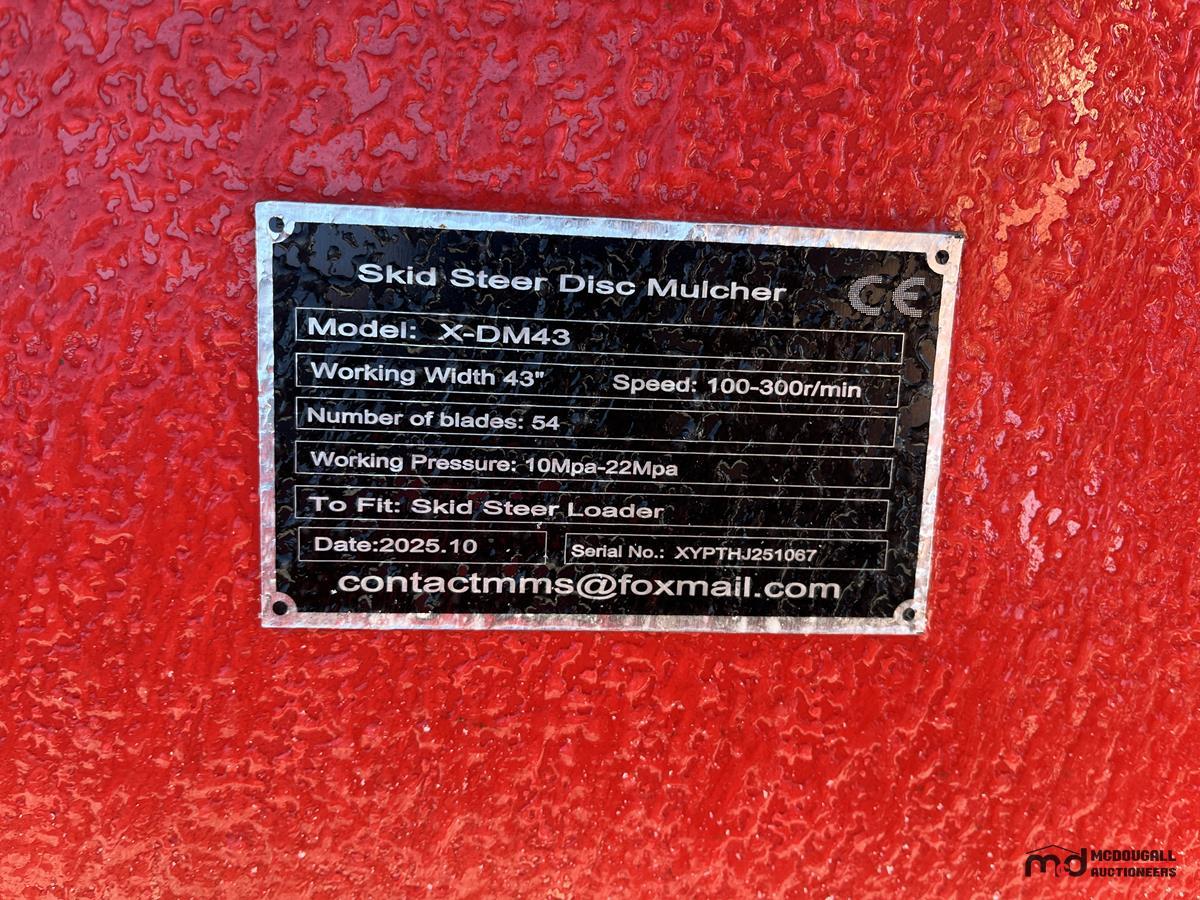 Skid Steer Disc Mulcher CE
Model: X-DM43
Working Width 43" Speed: 100-300r/min
Number of blades: 54
Working Pressure: 10Mpa-22Mpa
To Fit: Skid Steer Loader
Date:2025.10 Serial No.: XYPTHJ251067
contactmms@foxmail.com
md MCDOUGALL
AUCTIONEERS